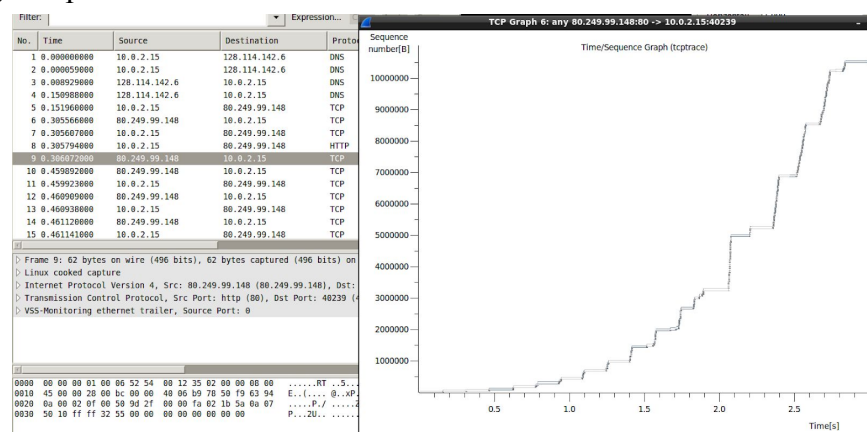 Filter:
Expression...
No. Time Source Destination Protoc
1 0.000000000 10.0.2.15 128.114.142.6 DNS
2 0.000059000 10.0.2.15 128.114.142.6 DNS
3 0.008929000 128.114.142.6 10.0.2.15 DNS
4 0.150988000 128.114.142.6 10.0.2.15 DNS
5 0.151960000 10.0.2.15 80.249.99.148 TCP
6 0.305566000 80.249.99.148 10.0.2.15 TCP
7 0.305607000 10.0.2.15 80.249.99.148 TCP
8 0.305794000 10.0.2.15 80.249.99.148 HTTP
9 0.306072000 80.249.99.148 10.0.2.15 TCP
10 0.459892000 80.249.99.148 10.0.2.15 TCP
11 0.459923000 10.0.2.15 80.249.99.148 TCP
12 0.460909000 80.249.99.148 10.0.2.15 TCP
13 0.460938000 10.0.2.15 80.249.99.148 TCP
14 0.461120000 80.249.99.148 10.0.2.15 TCP
15 0.461141000 10.0.2.15 80.249.99.148 TCP
Frame 9: 62 bytes on wire (496 bits), 62 bytes captured (496 bits) on
Linux cooked capture
Internet Protocol Version 4, Src: 80.249.99.148 (80.249.99.148), Dst:
Transmission Control Protocol, Src Port: http (80), Dst Port: 40239 (4
VSS-Monitoring ethernet trailer, Source Port: 0
0000 00 00 00 01 00 06 52 54 00 12 35 02 00 00 08 00 ......RT ..5...
0010 45 00 00 28 00 bc 00 00 40 06 b9 78 50 f9 63 94 E..(.... @..xP.
0020 0a 00 02 0f 00 50 9d 2f 00 00 fa 02 1b 5a 0a 07 .....P./ .....Z
0030 50 10 ff ff 32 55 00 00 00 00 00 00 00 00 P...2U.. ......
TCP Graph 6: any 80.249.99.148:80 -> 10.0.2.15:40239
Sequence
number[B]
Time/Sequence Graph (tcptrace)
10000000
9000000
8000000
7000000
6000000
5000000
4000000
3000000
2000000
1000000
0.5 1.0 1.5 2.0 2.5
Time[s]